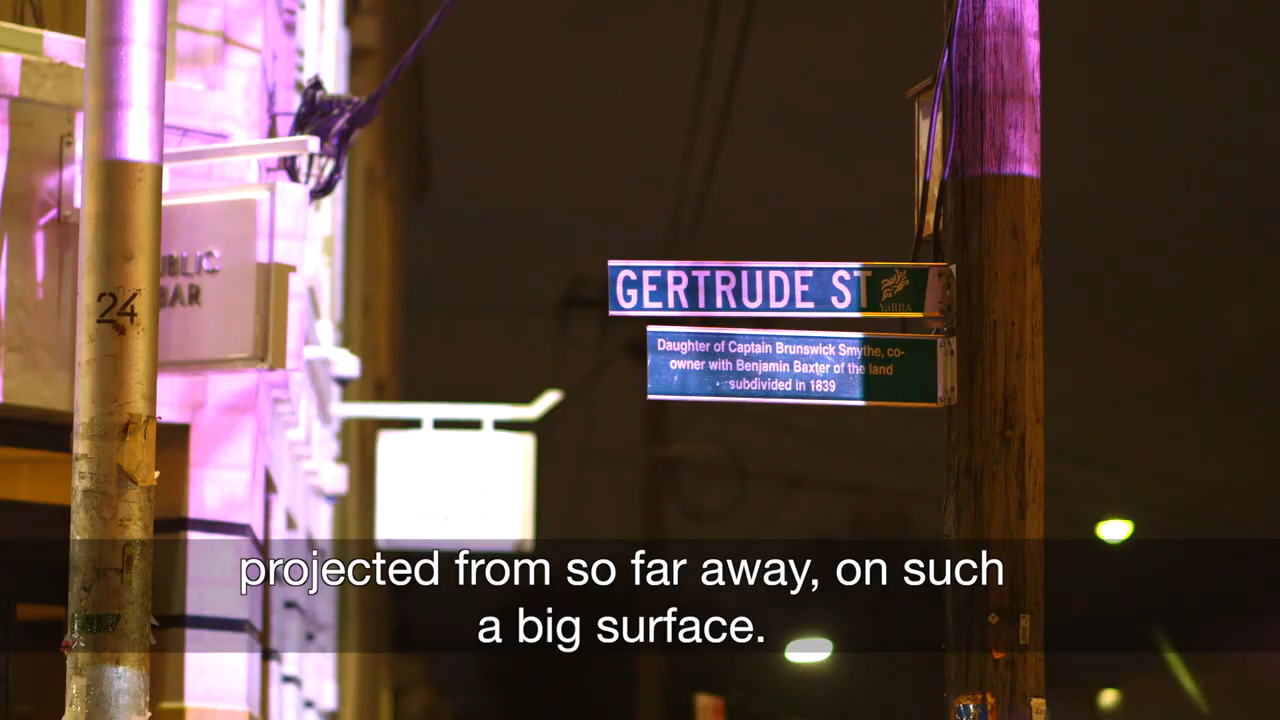 GERTRUDE ST
YaRRA
Daughter of Captain Brunswick Smythe, co-
owner with Benjamin Baxter of the land
subdivided in 1839
24
BAR
projected from so far away, on such
a big surface.